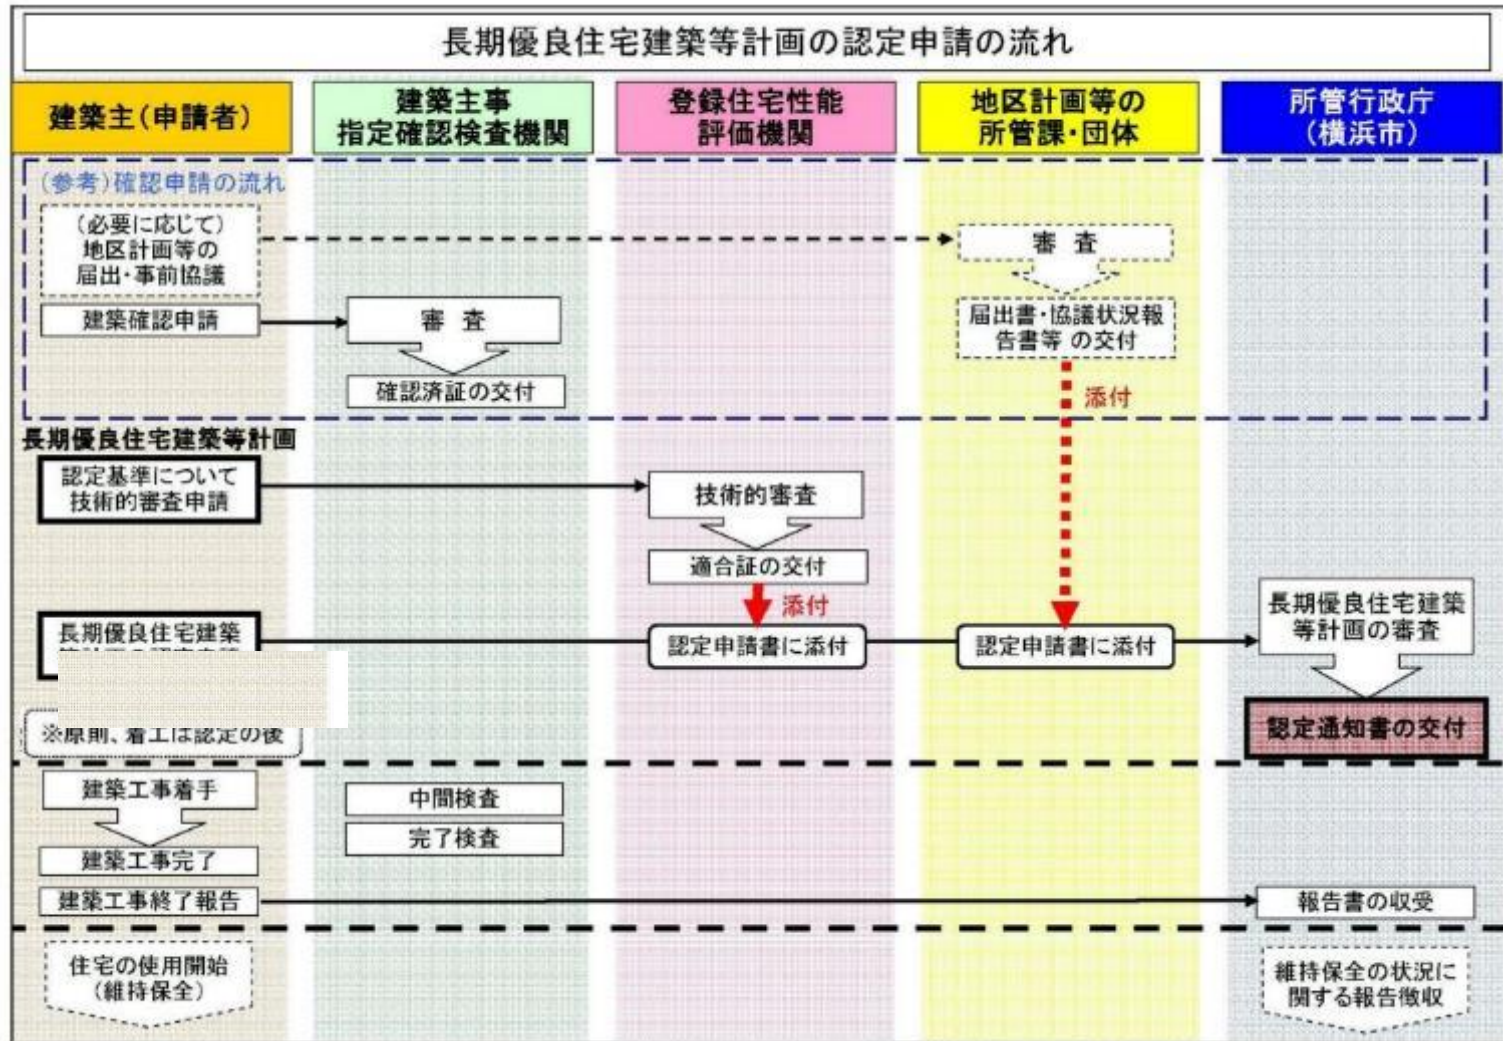 長期優良住宅建築等計画の認定申請の流れ
建築主(申請者)
建築主事
指定確認検査機関
登録住宅性能
評価機関
地区計画等の
所管課・団体
所管行政庁
(横浜市)
(参考)確認申請の流れ
(必要に応じて)
地区計画等の
届出・事前協議
審 査
建築確認申請
審 査
届出書・協議状況報
告書等 の交付
確認済証の交付
添付
長期優良住宅建築等計画
認定基準について
技術的審査申請
技術的審査
適合証の交付
添付
長期優良住宅建築
認定申請書に添付
認定申請書に添付
長期優良住宅建築
等計画の審査
※原則、着工は認定の後
認定通知書の交付
建築工事着手
中間検査
完了検査
建築工事完了
建築工事終了報告
報告書の収受
住宅の使用開始
(維持保全)
維持保全の状況に
関する報告徴収